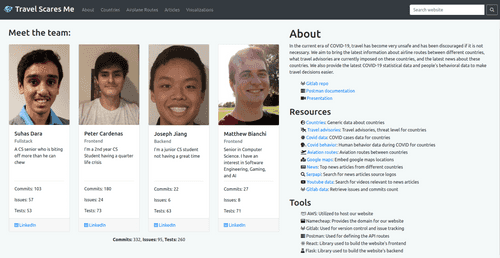 Travel Scares Me
About
Countries
Airplane Routes
Articles
Visualizations
Search website
Meet the team:
Suhas Dara
Fullstack
A CS senior who is biting
off more than he can
chew
Commits: 103
Issues: 57
Tests: 53
LinkedIn
Peter Cardenas
Frontend
I'm a 2nd year CS
Student having a quarter
life crisis
Commits: 180
Issues: 24
Tests: 73
LinkedIn
Joseph Jiang
Backend
I'm a junior CS student
not having a great time
Commits: 22
Issues: 6
Tests: 63
LinkedIn
Matthew Bianchi
Frontend
Senior in Computer
Science. I have an
interest in Software
Engineering, Gaming,
and AI
Commits: 27
Issues: 8
Tests: 71
LinkedIn
Commits: 332, Issues: 95, Tests: 260
About
In the current era of COVID-19, travel has become very unsafe and has been discouraged if it is not
necessary. We aim to bring the latest information about airline routes between different countries,
what travel advisories are currently imposed on these countries, and the latest news about these
countries. We also provide the latest COVID-19 statistical data and people's behavioral data to make
travel decisions easier.
Gitlab repo
Postman documentation
Presentation
Resources
Countries: Generic data about countries
Travel advisories: Travel advisories, threat level for countries
Covid data: COVID cases data for countries
Covid behavior: Human behavior data during COVID for countries
Aviation routes: Aviation routes between countries
Google maps: Embed google maps locations
News: Top news articles from different countries
Serpapi: Search for news articles source logos
Youtube data: Search for videos relevant to news articles
Gitlab data: Retrieve issues and commits count
Tools
AWS: Utilized to host our website
Namecheap: Provides the domain for our website
Gitlab: Used for version control and issue tracking
Postman: Used for defining the API routes
React: Library used to build the website's frontend
Flask: Library used to build the website's backend